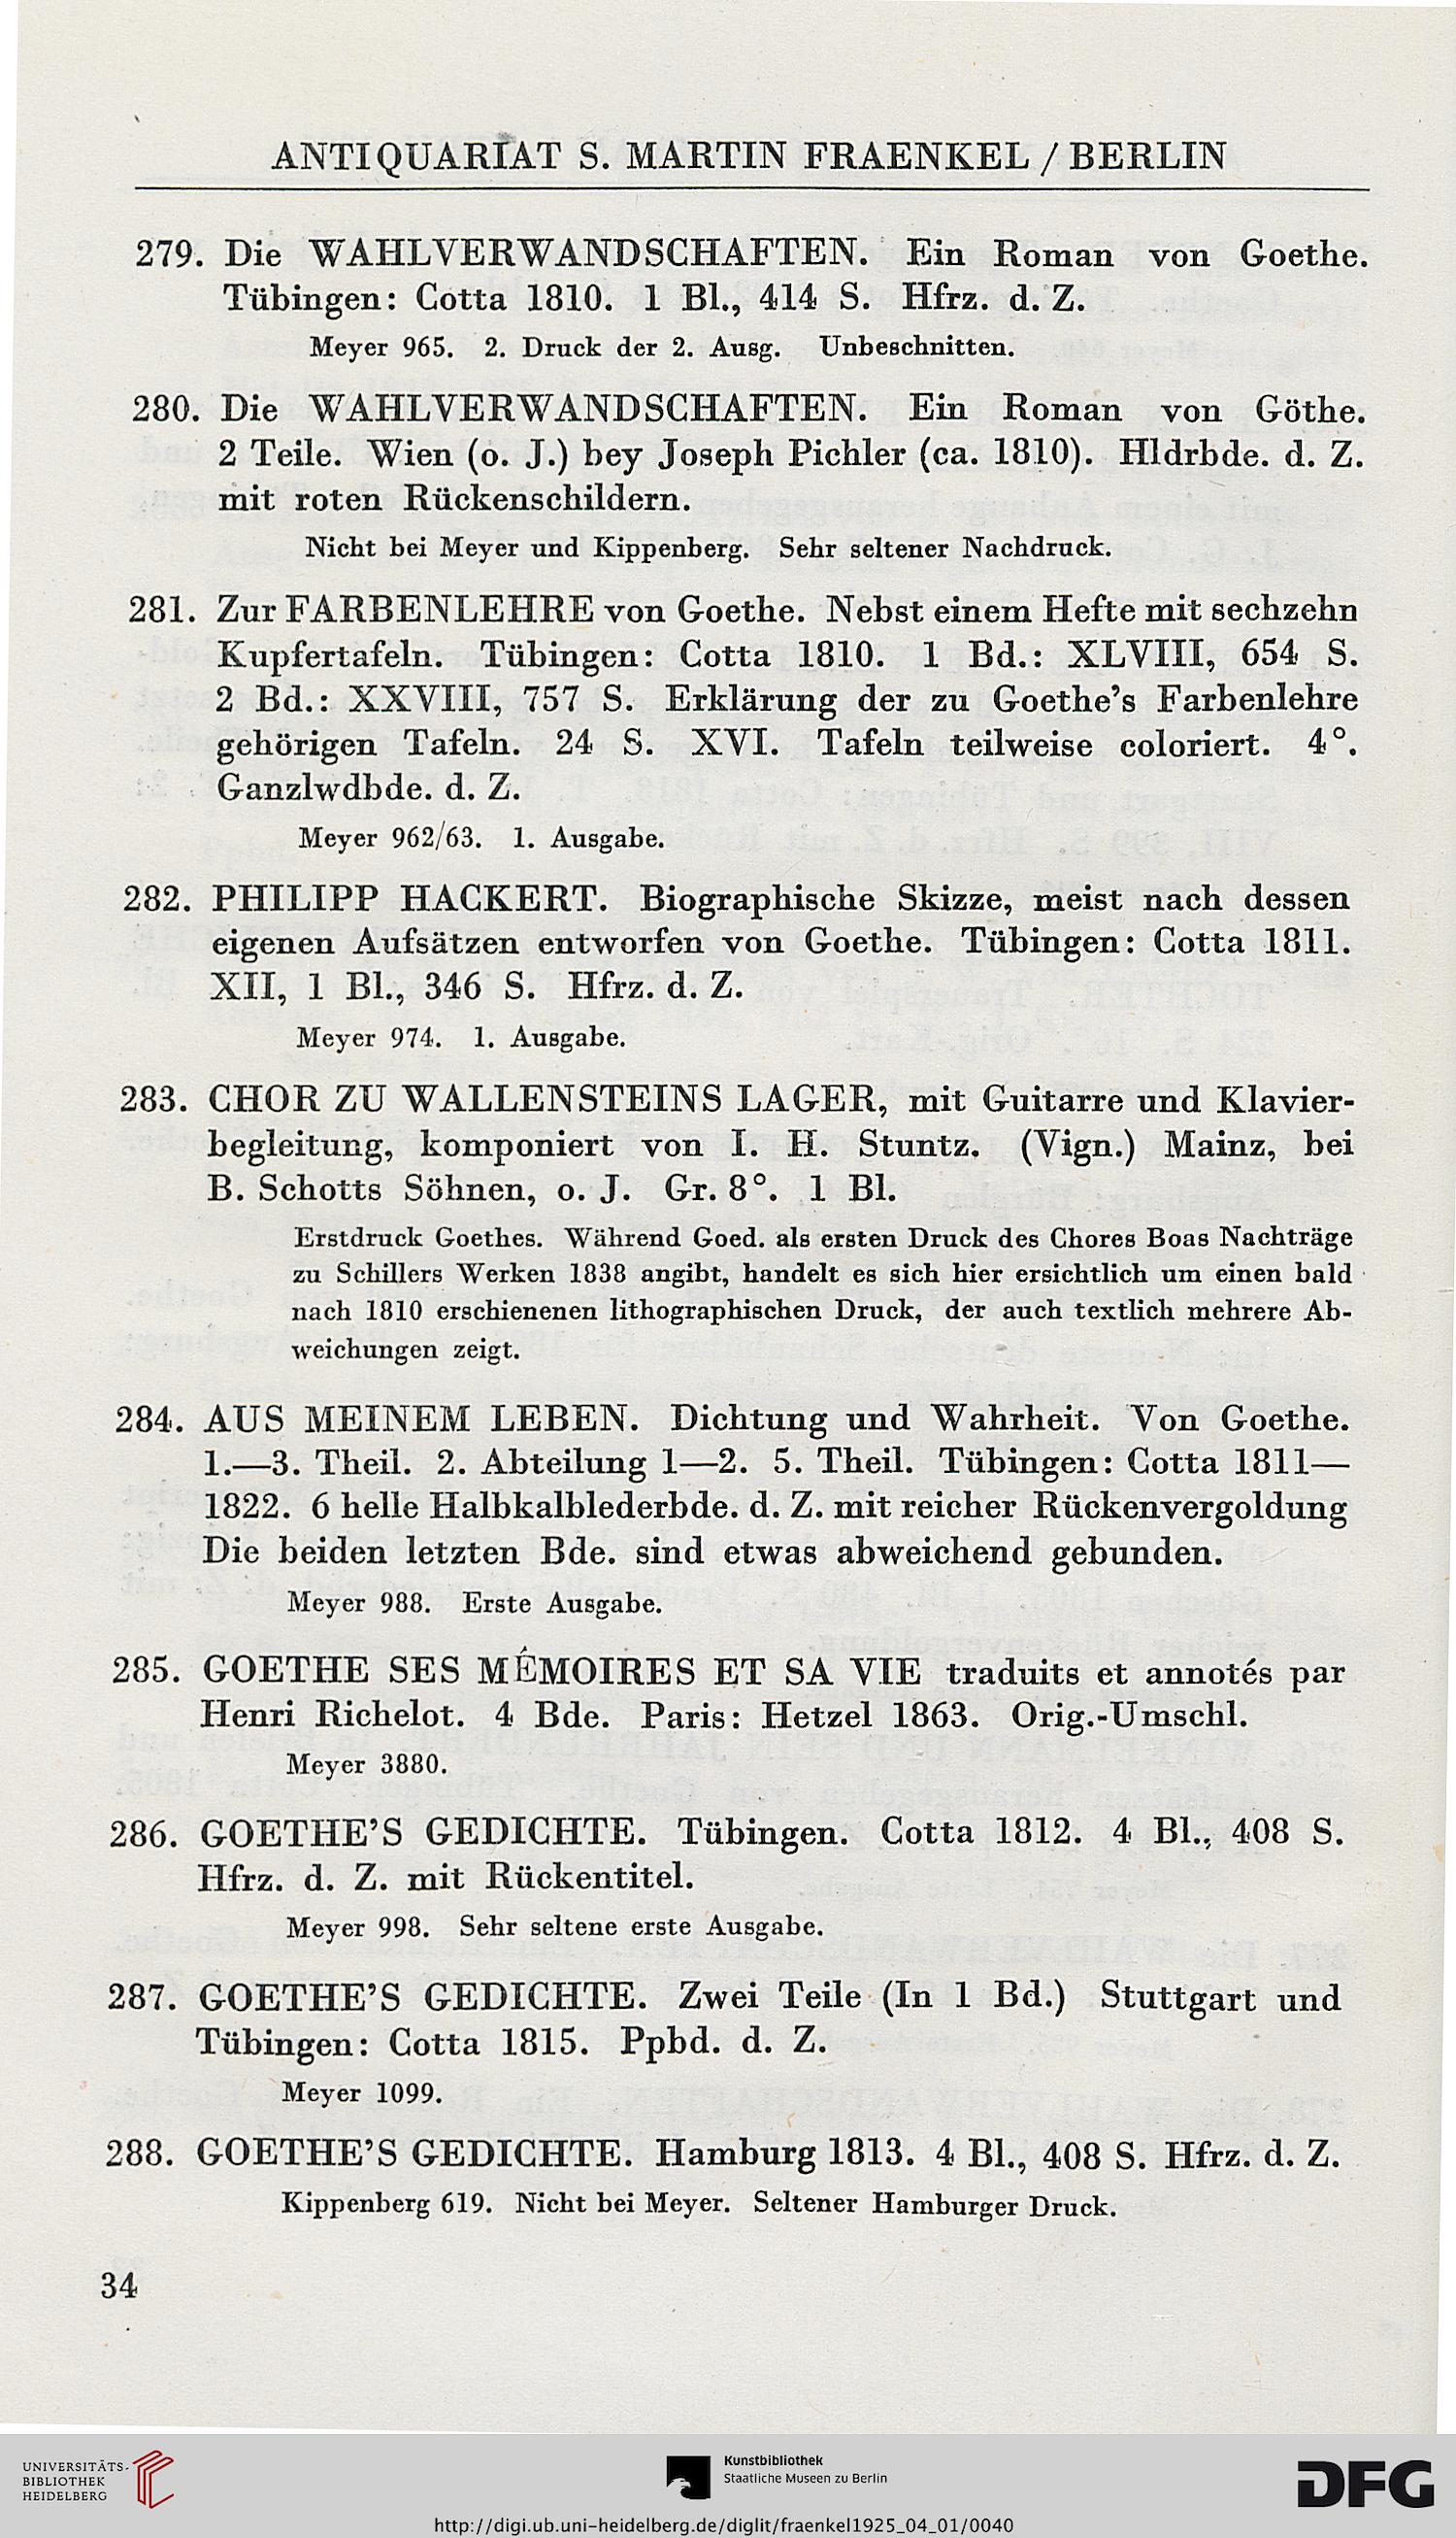 ANTIQUARIAT S. MARTIN FRAENKEL / BERLIN
279. Die WAHLVERWANDSCHAFTEN. Ein Roman von Goethe.
Tübingen: Cotta 1810. 1 Bl., 414 S. Hfrz. d. Z.
Meyer 965. 2. Druck der 2. Ausg. Unbeschnitten.
280. Die WAHLVERWANDSCHAFTEN. Ein Roman von Göthe.
2 Teile. Wien (o. J.) bey Joseph Pichler (ca. 1810). Hldrbde. d. Z.
mit roten Rückenschildern.
Nicht bei Meyer und Kippenberg. Sehr seltener Nachdruck.
281. Zur FARBENLEHRE von Goethe. Nebst einem Hefte mit sechzehn
Kupfertafeln. Tübingen: Cotta 1810. 1 Bd.: XLVIII, 654 S.
2 Bd.: XXVIII, 757 S. Erklärung der zu Goethe’s Farbenlehre
gehörigen Tafeln. 24 S. XVI. Tafeln teilweise coloriert. 4°.
Ganzlwdbde. d. Z.
Meyer 962/63. 1. Ausgabe.
282. PHILIPP HACKERT. Biographische Skizze, meist nach dessen
eigenen Aufsätzen entworfen von Goethe. Tübingen: Cotta 1811.
XII, 1 Bl., 346 S. Hfrz. d. Z.
Meyer 974. 1. Ausgabe.
283. CHOR ZU WALLENSTEINS LAGER, mit Guitarre und Klavier-
begleitung, komponiert von I. H. Stuntz. (Vign.) Mainz, bei
B. Schotts Söhnen, o. J. Gr. 8°. 1 Bl.
Erstdruck Goethes. Während Goed. als ersten Druck des Chores Boas Nachträge
zu Schillers Werken 1838 angibt, handelt es sich hier ersichtlich um einen bald
nach 1810 erschienenen lithographischen Druck, der auch textlich mehrere Ab-
weichungen zeigt.
284. AUS MEINEM LEBEN. Dichtung und Wahrheit. Von Goethe.
1.—3. Theil. 2. Abteilung 1—2. 5. Theil. Tübingen: Cotta 1811—
1822. 6 helle Halbkalblederbde. d. Z. mit reicher Rückenvergoldung
Die beiden letzten Bde. sind etwas abweichend gebunden.
Meyer 988. Erste Ausgabe.
285. GOETHE SES MÊMOIRES ET SA VIE traduits et annotés par
Henri Richelot. 4 Bde. Paris: Hetzel 1863. Orig.-Umschl.
Meyer 3880.
286. GOETHE’S GEDICHTE. Tübingen. Cotta 1812. 4 Bl., 408 S.
Hfrz. d. Z. mit Rückentitel.
Meyer 998. Sehr seltene erste Ausgabe.
287. GOETHE’S GEDICHTE. Zwei Teile (In 1 Bd.) Stuttgart und
Tübingen: Cotta 1815. Ppbd. d. Z.
Meyer 1099.
288. GOETHE’S GEDICHTE. Hamburg 1813. 4 Bl., 408 S. Hfrz. d. Z.
Kippenberg 619. Nicht bei Meyer. Seltener Hamburger Druck.
34
UNIVERSITÄTS-
BIBLIOTHEK
HEIDELBERG
Kunstbibliothek
Staatliche Museen zu Berlin
DFG
http://digi.ub.uni-heidelberg.de/diglit/fraenkel1925_04_01/0040